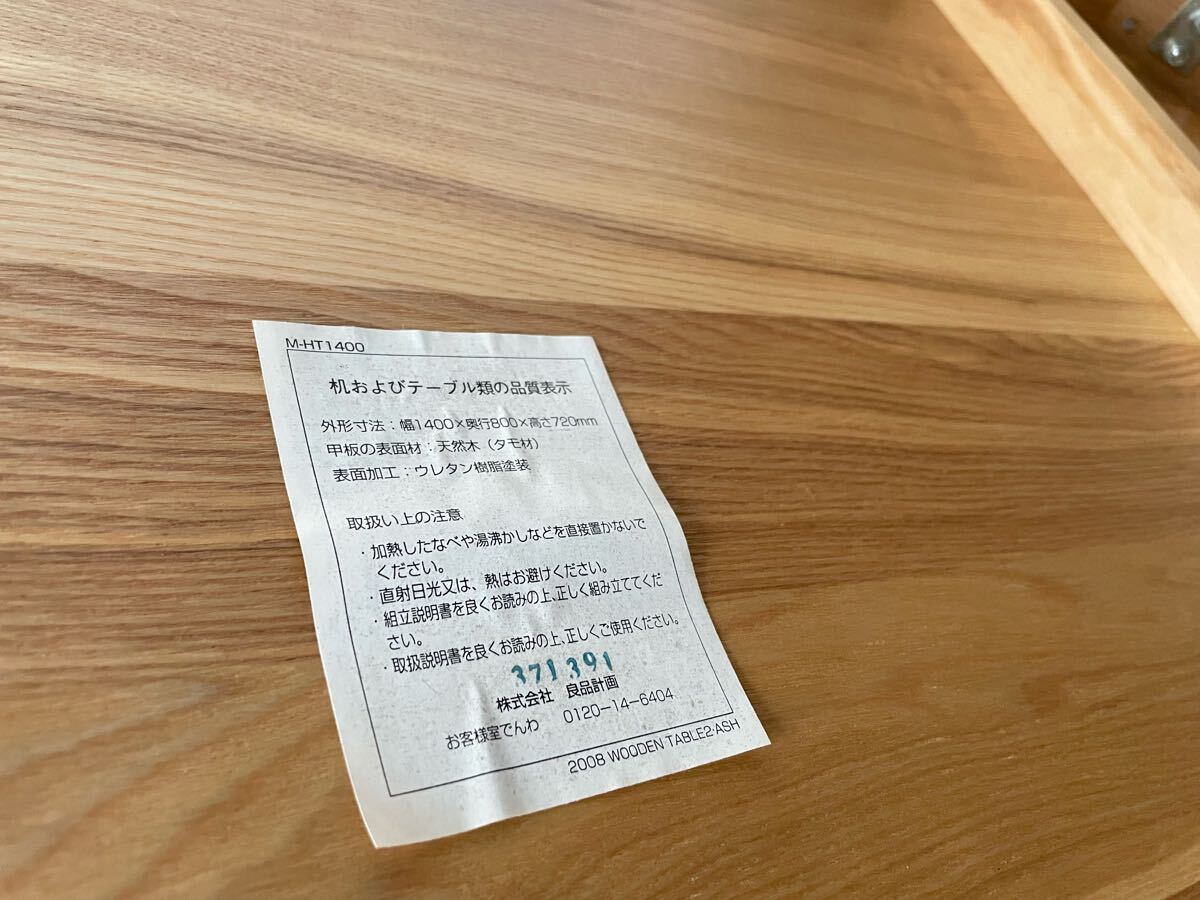 M-HT1400
机およびテーブル類の品質表示
外形寸法：幅1400×奥行800×高さ720mm
甲板の表面材：天然木（タモ材）
表面加工：ウレタン樹脂塗装
取扱い上の注意
・加熱したなべや湯沸かしなどを直接置かないで
ください。
・直射日光又は、熱はお避けください。
・組立説明書を良くお読みの上、正しく組み立ててくだ
さい。
・取扱説明書を良くお読みの上、正しくご使用ください。
371391
株式会社 良品計画
お客様室でんわ 0120-14-6404
2008 WOODEN TABLE2·ASH